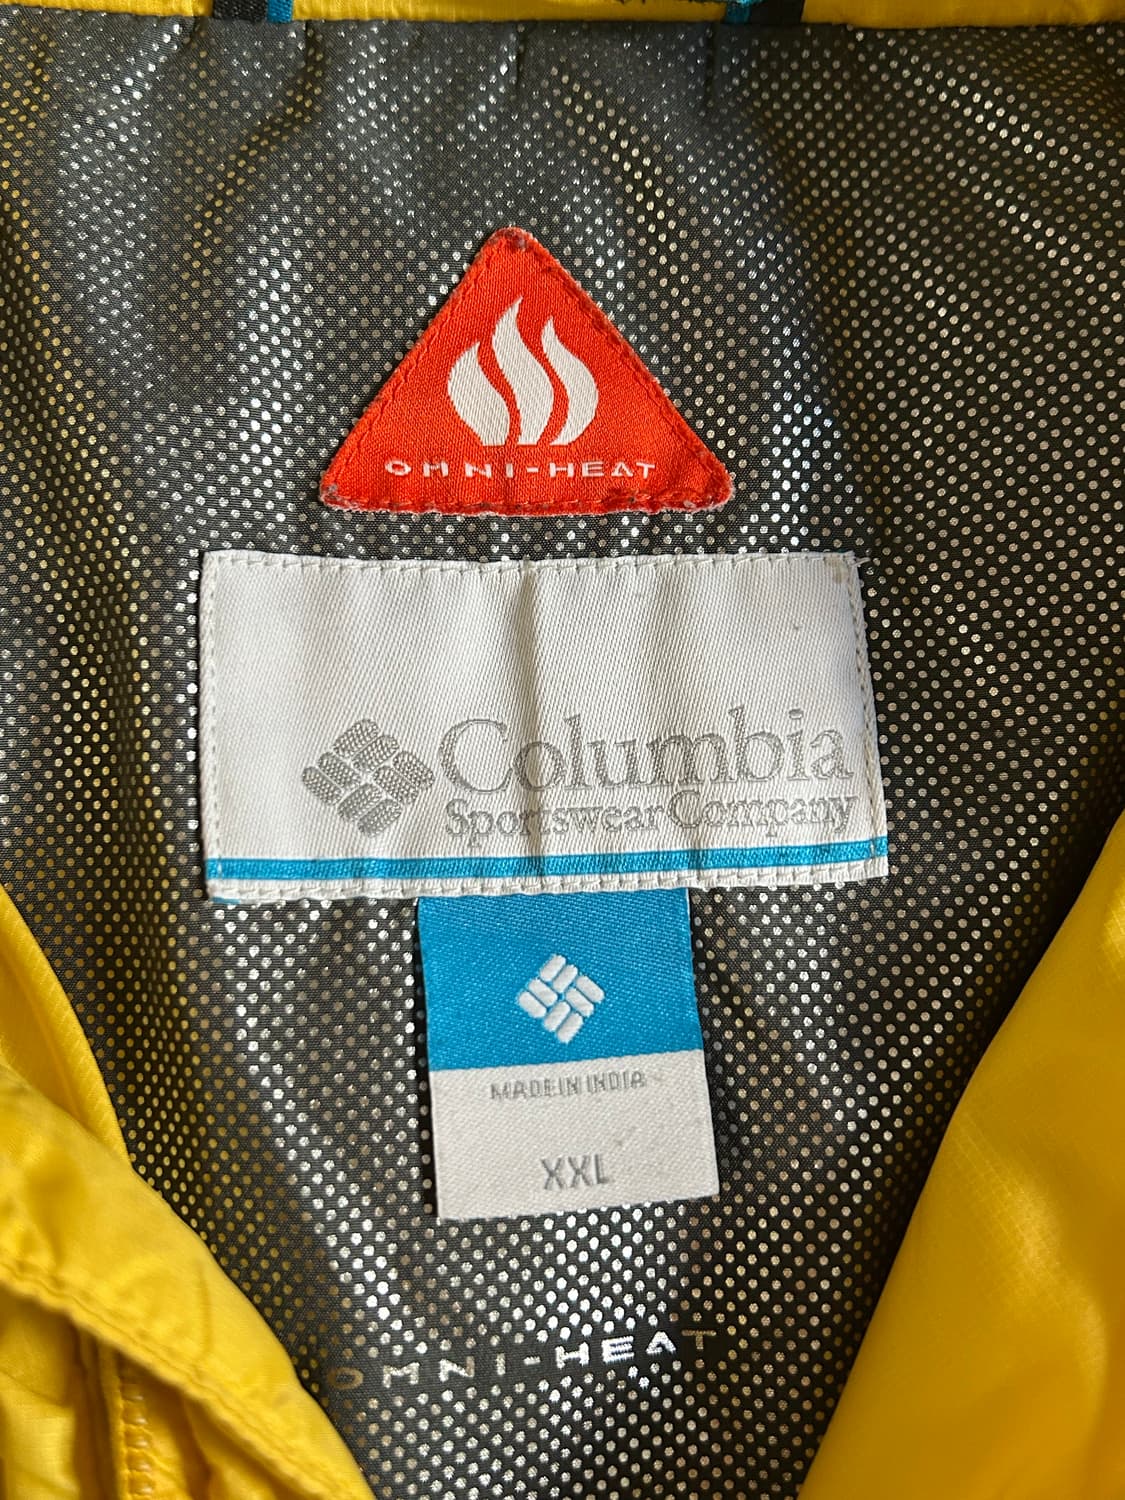 OMNI-HEAT
Columbia
Sportswear Company
MADE IN INDIA
XXL
OMNI-HEAT